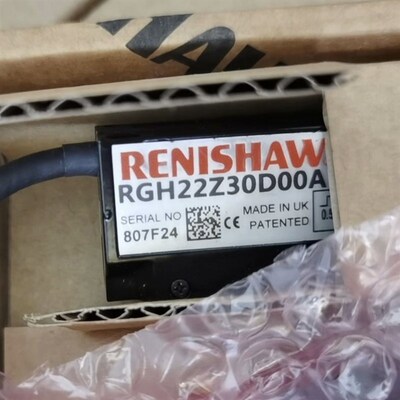 RENISHAW
RGH22Z30D00A
SERIAL NO
807F24
CE
MADE IN UK
PATENTED